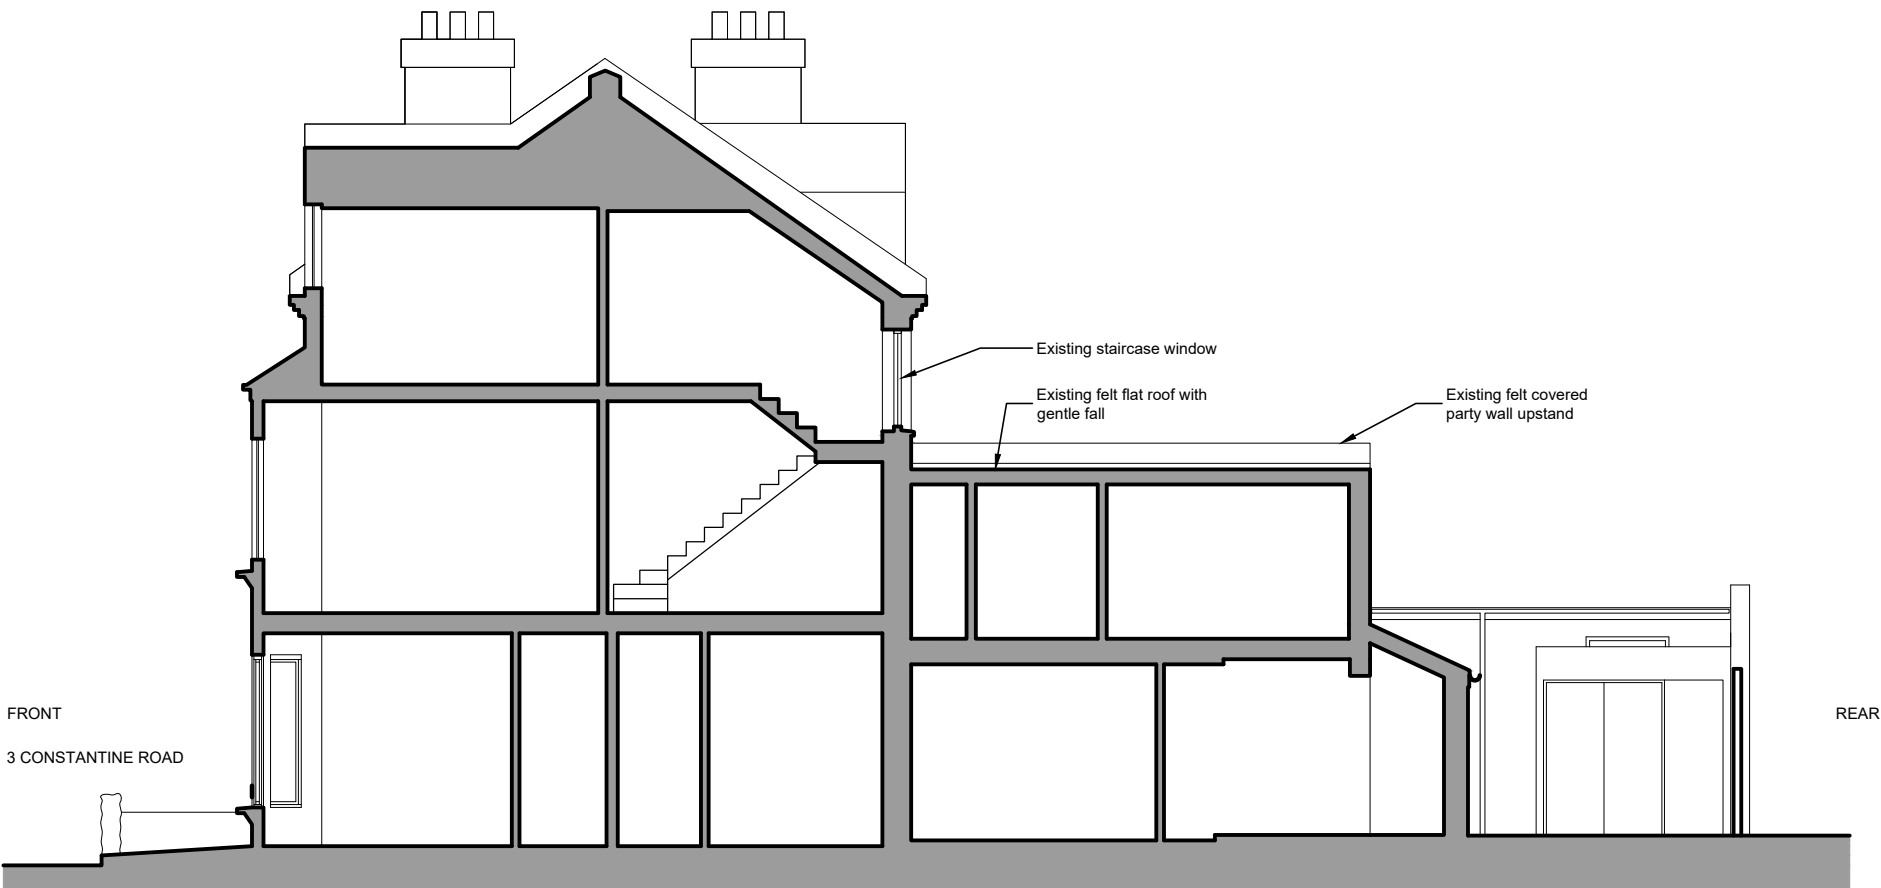 Existing staircase window
Existing felt flat roof with
gentle fall
Existing felt covered
party wall upstand
FRONT
REAR
3 CONSTANTINE ROAD